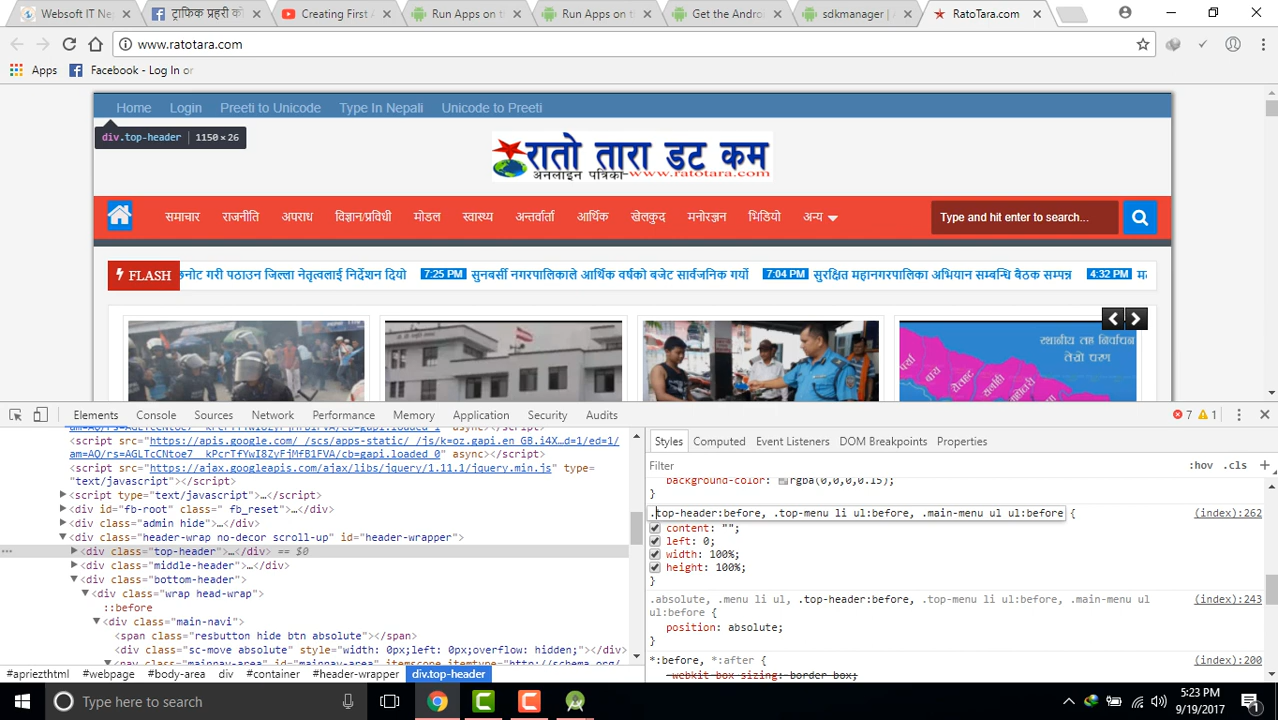 Websoft IT Neg
ट्राफिक प्रहरी को
Creating First A
Run Apps on th
Run Apps on th
Get the Android
sdkmanager | A
RatoTara.com
www.ratotara.com
Apps
Facebook - Log In or
Home
Login
Preeti to Unicode
Type In Nepali
Unicode to Preeti
div.top-header | 1150×26
रातो तारा डट कम
अनलाइन पत्रिका-www.ratotara.com
समाचार
राजनीति
अपराध
विज्ञान/प्रविधी
मोडल
स्वास्थ्य
अन्तर्वार्ता
आर्थिक
खेलकुद
मनोरञ्जन
भिडियो
अन्य
Type and hit enter to search...
FLASH
कनोट गरी पठाउन जिल्ला नेतृत्वलाई निर्देशन दियो
7:25 PM
सुनवर्सी नगरपालिकाले आर्थिक वर्षको बजेट सार्वजनिक गर्यो
7:04 PM
सुरक्षित महानगरपालिका अभियान सम्बन्धि बैठक सम्पन्न
4:32 PM
स्थानीय तह निर्वाचन
तेस्रो चरण
पर्सा
बारा
रौतहट
सर्लाही
Elements
Console
Sources
Network
Performance
Memory
Application
Security
Audits
7
1
<script src="https://apis.google.com/_scs/apps-static/_/js/k=oz.gapi.en_GB.i4X…d=1/ed=1/
am=AQ/rs=AGLTcCNtoe7__kPcrTfYwI8ZyFjMfB1FVA/cb=gapi.loaded_0" async></script>
<script src="https://ajax.googleapis.com/ajax/libs/jquery/1.11.1/jquery.min.js" type=
"text/javascript"></script>
<script type="text/javascript">…</script>
<div id="fb-root" class=" fb_reset">…</div>
<div class="admin hide">…</div>
<div class="header-wrap no-decor scroll-up" id="header-wrapper">
<div class="top-header">…</div> == $0
<div class="middle-header">…</div>
<div class="bottom-header">
<div class="wrap head-wrap">
::before
<div class="main-navi">
<span class="resbutton hide btn absolute"></span>
<div class="sc-move absolute" style="width: 0px;left: 0px;overflow: hidden;"></div>
#apriezthtml
#webpage
#body-area
div
#container
#header-wrapper
div.top-header
Styles
Computed
Event Listeners
DOM Breakpoints
Properties
Filter
:hov .cls +
background-color: rgba(0,0,0,0.15);
}
.top-header:before, .top-menu li ul:before, .main-menu ul ul:before {
(index):262
content: "";
left: 0;
width: 100%;
height: 100%;
}
.absolute, .menu li ul, .top-header:before, .top-menu li ul:before, .main-menu ul
ul:before {
(index):243
position: absolute;
}
*:before, *:after {
(index):200
-webkit-box-sizing: border-box;
Type here to search
5:23 PM
9/19/2017
1